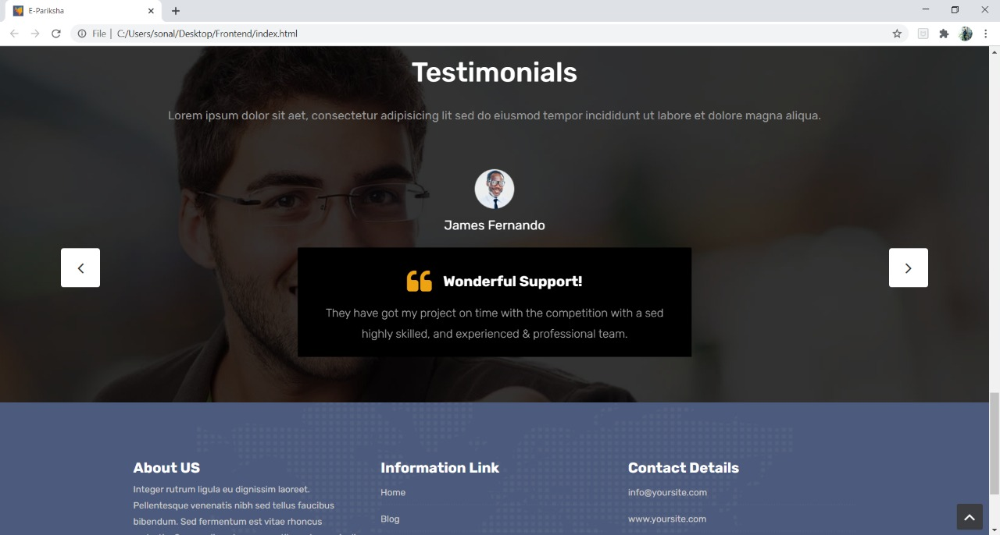 E-Pariksha
File | C:/Users/sonal/Desktop/Frontend/index.html
Testimonials
Lorem ipsum dolor sit aet, consectetur adipisicing lit sed do eiusmod tempor incididunt ut labore et dolore magna aliqua.
James Fernando
Wonderful Support!
They have got my project on time with the competition with a sed
highly skilled, and experienced & professional team.
About US
Integer rutrum ligula eu dignissim laoreet.
Pellentesque venenatis nibh sed tellus faucibus
bibendum. Sed fermentum est vitae rhoncus
Information Link
Home
Blog
Contact Details
info@yoursite.com
www.yoursite.com